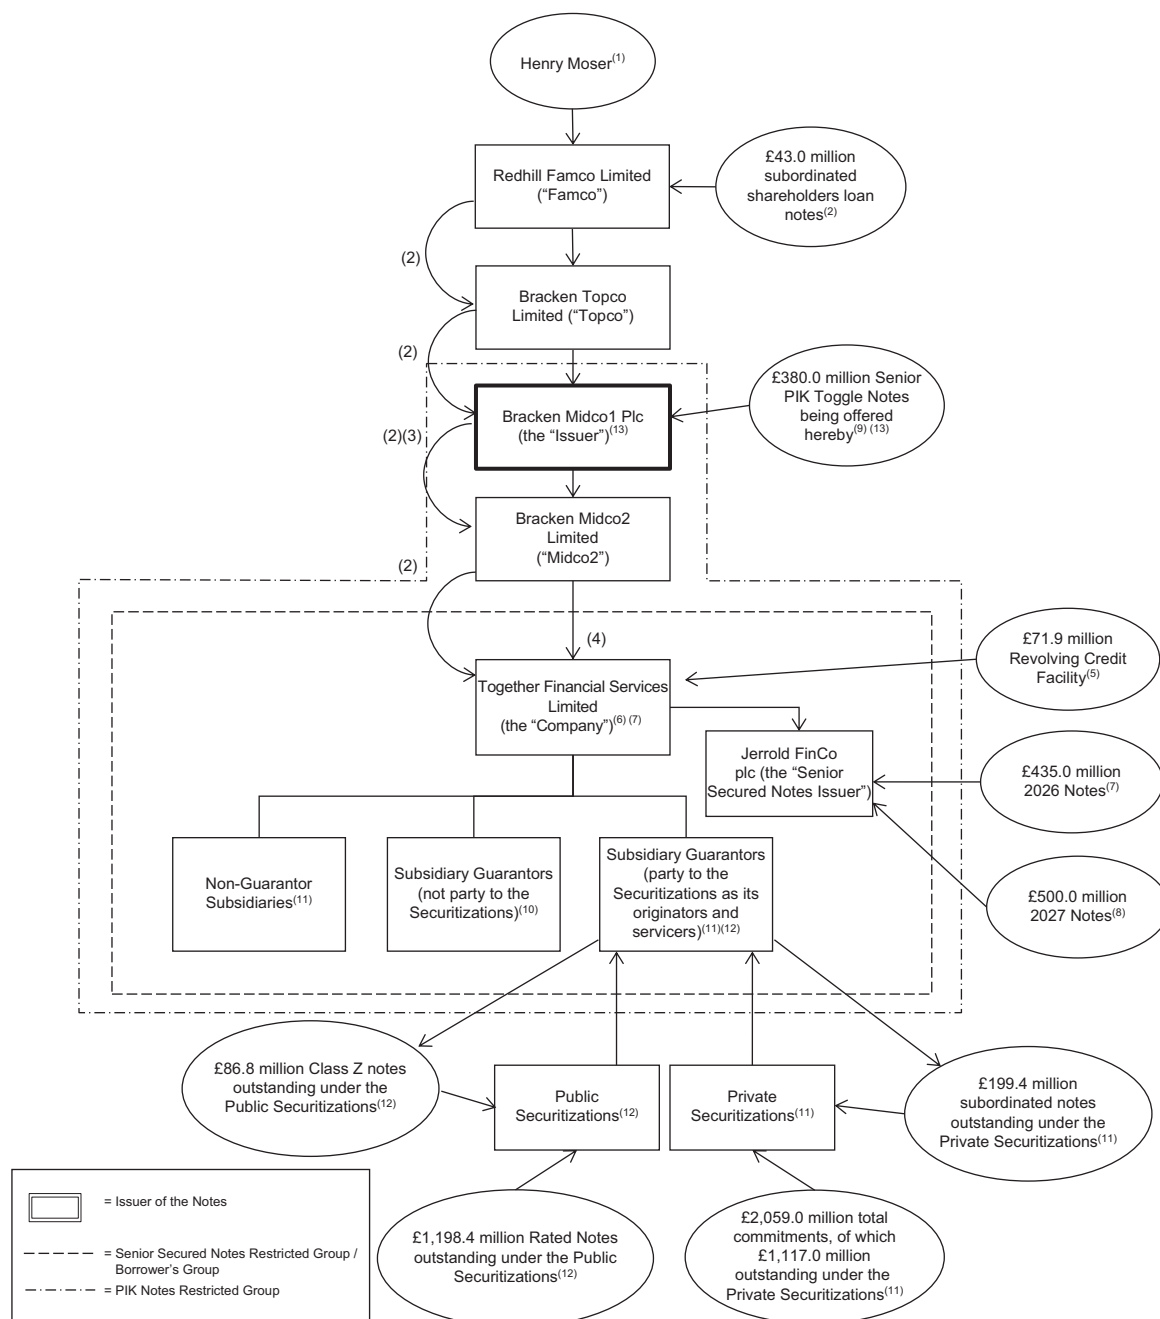 Henry Moser(1)
Redhill Famco Limited
(“Famco”)
£43.0 million
subordinated
shareholders loan
notes(2)
(2)
Bracken Topco
Limited (“Topco”)
(2)
Bracken Midco1 Plc
(the “Issuer”)(13)
£380.0 million Senior
PIK Toggle Notes
being offered
hereby(9) (13)
(2)(3)
Bracken Midco2
Limited
(“Midco2”)
(2)
(4)
Together Financial Services
Limited
(the “Company”)(6) (7)
£71.9 million
Revolving Credit
Facility(5)
Jerrold FinCo
plc (the “Senior
Secured Notes Issuer”)
£435.0 million
2026 Notes(7)
£500.0 million
2027 Notes(8)
Non-Guarantor
Subsidiaries(11)
Subsidiary Guarantors
(not party to the
Securitizations)(10)
Subsidiary Guarantors
(party to the
Securitizations as its
originators and
servicers)(11)(12)
£86.8 million Class Z notes
outstanding under the
Public Securitizations(12)
Public
Securitizations(12)
Private
Securitizations(11)
£199.4 million
subordinated notes
outstanding under the
Private Securitizations(11)
£1,198.4 million Rated Notes
outstanding under the Public
Securitizations(12)
£2,059.0 million total
commitments, of which
£1,117.0 million
outstanding under the
Private Securitizations(11)
= Issuer of the Notes
= Senior Secured Notes Restricted Group /
Borrower’s Group
= PIK Notes Restricted Group